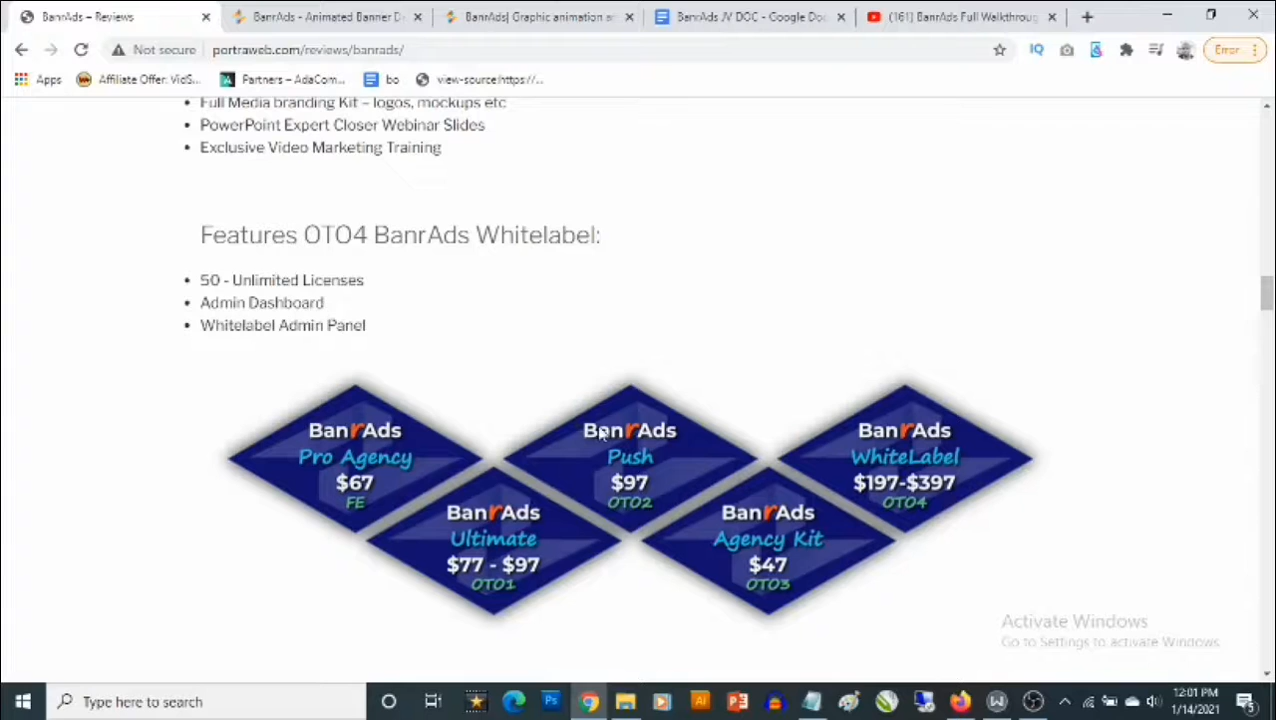 BannrAds – Reviews
BanrAds - Animated Banner D
BanrAds| Graphic animation a
BanrAds JV DOC - Google Doc
(161) BanrAds Full Walkthroug
Not secure
portraweb.com/reviews/banrads/
Error
Apps
Affiliate Offer: VidS...
Partners – AdaCom...
bo
view-source:https://...
Full Media branding Kit – logos, mockups etc
PowerPoint Expert Closer Webinar Slides
Exclusive Video Marketing Training
Features OTO4 BanrAds Whitelabel:
50 - Unlimited Licenses
Admin Dashboard
Whitelabel Admin Panel
BanrAds
Pro Agency
$67
FE
BanrAds
Ultimate
$77 - $97
OTO1
BanrAds
Push
$97
OTO2
BanrAds
Agency Kit
$47
OTO3
BanrAds
WhiteLabel
$197-$397
OTO4
Activate Windows
Go to Settings to activate Windows.
Type here to search
12:01 PM
1/14/2021